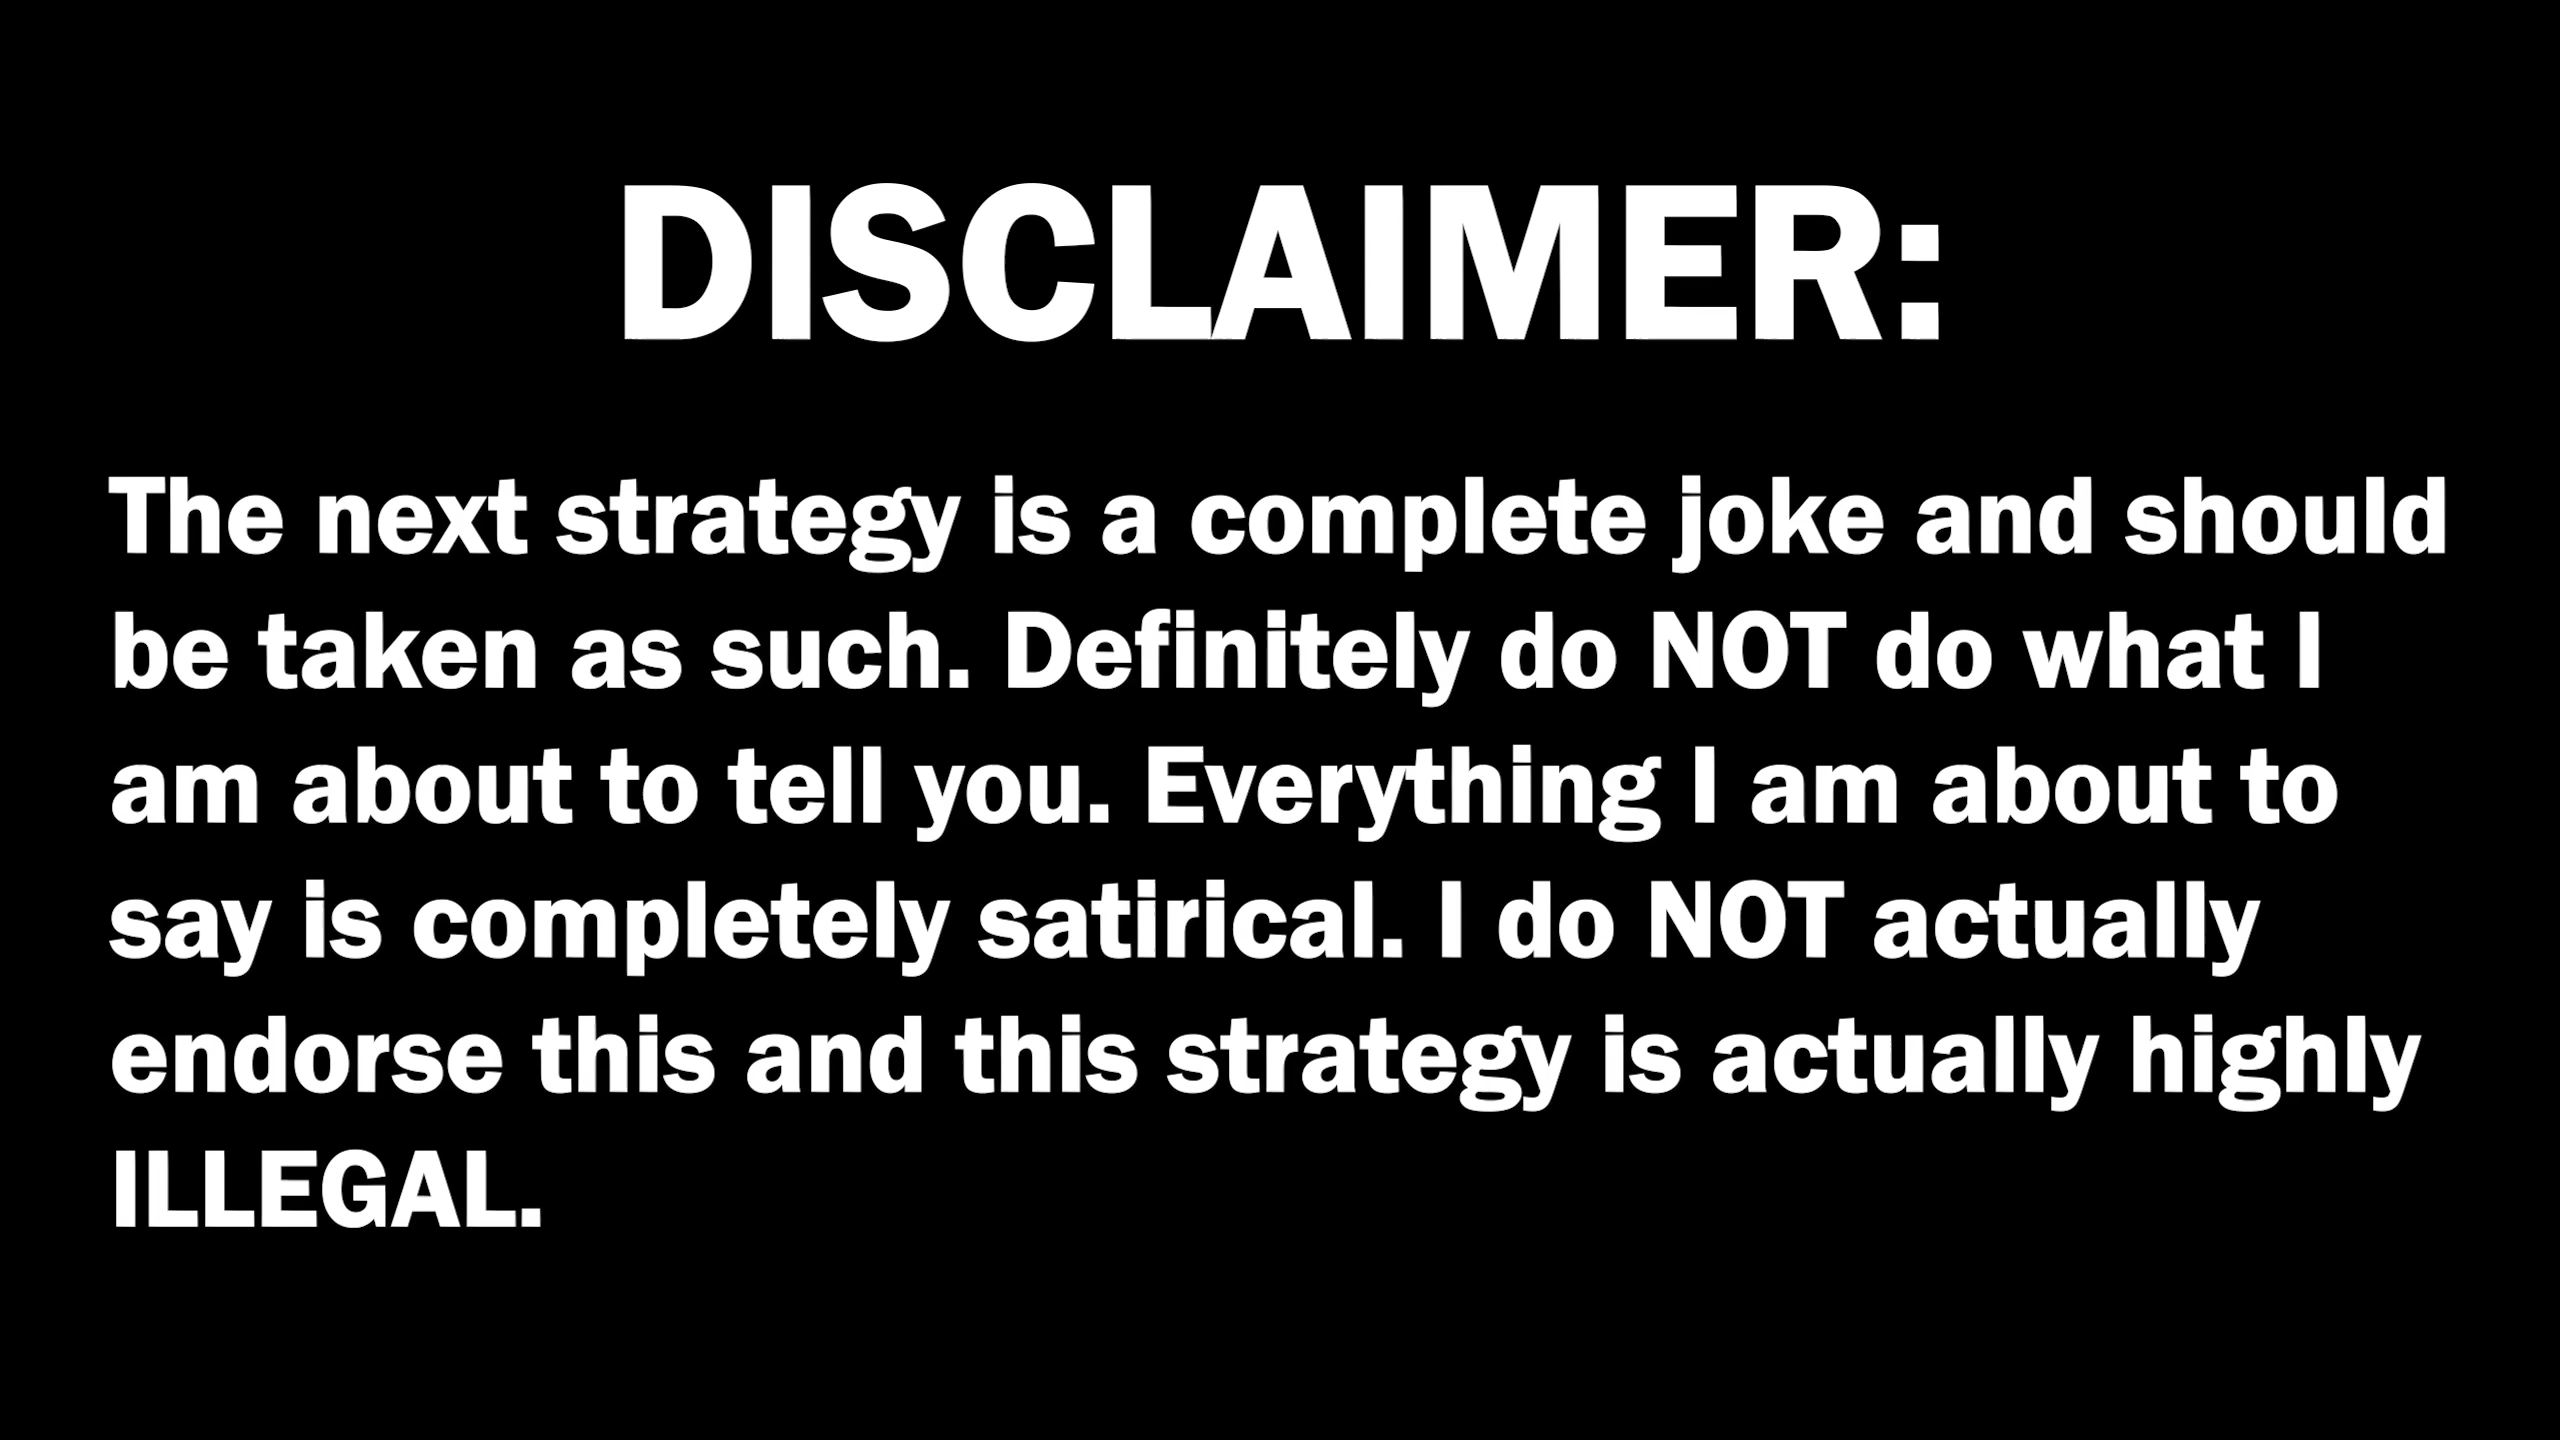 DISCLAIMER:
The next strategy is a complete joke and should
be taken as such. Definitely do NOT do what I
am about to tell you. Everything I am about to
say is completely satirical. I do NOT actually
endorse this and this strategy is actually highly
ILLEGAL.